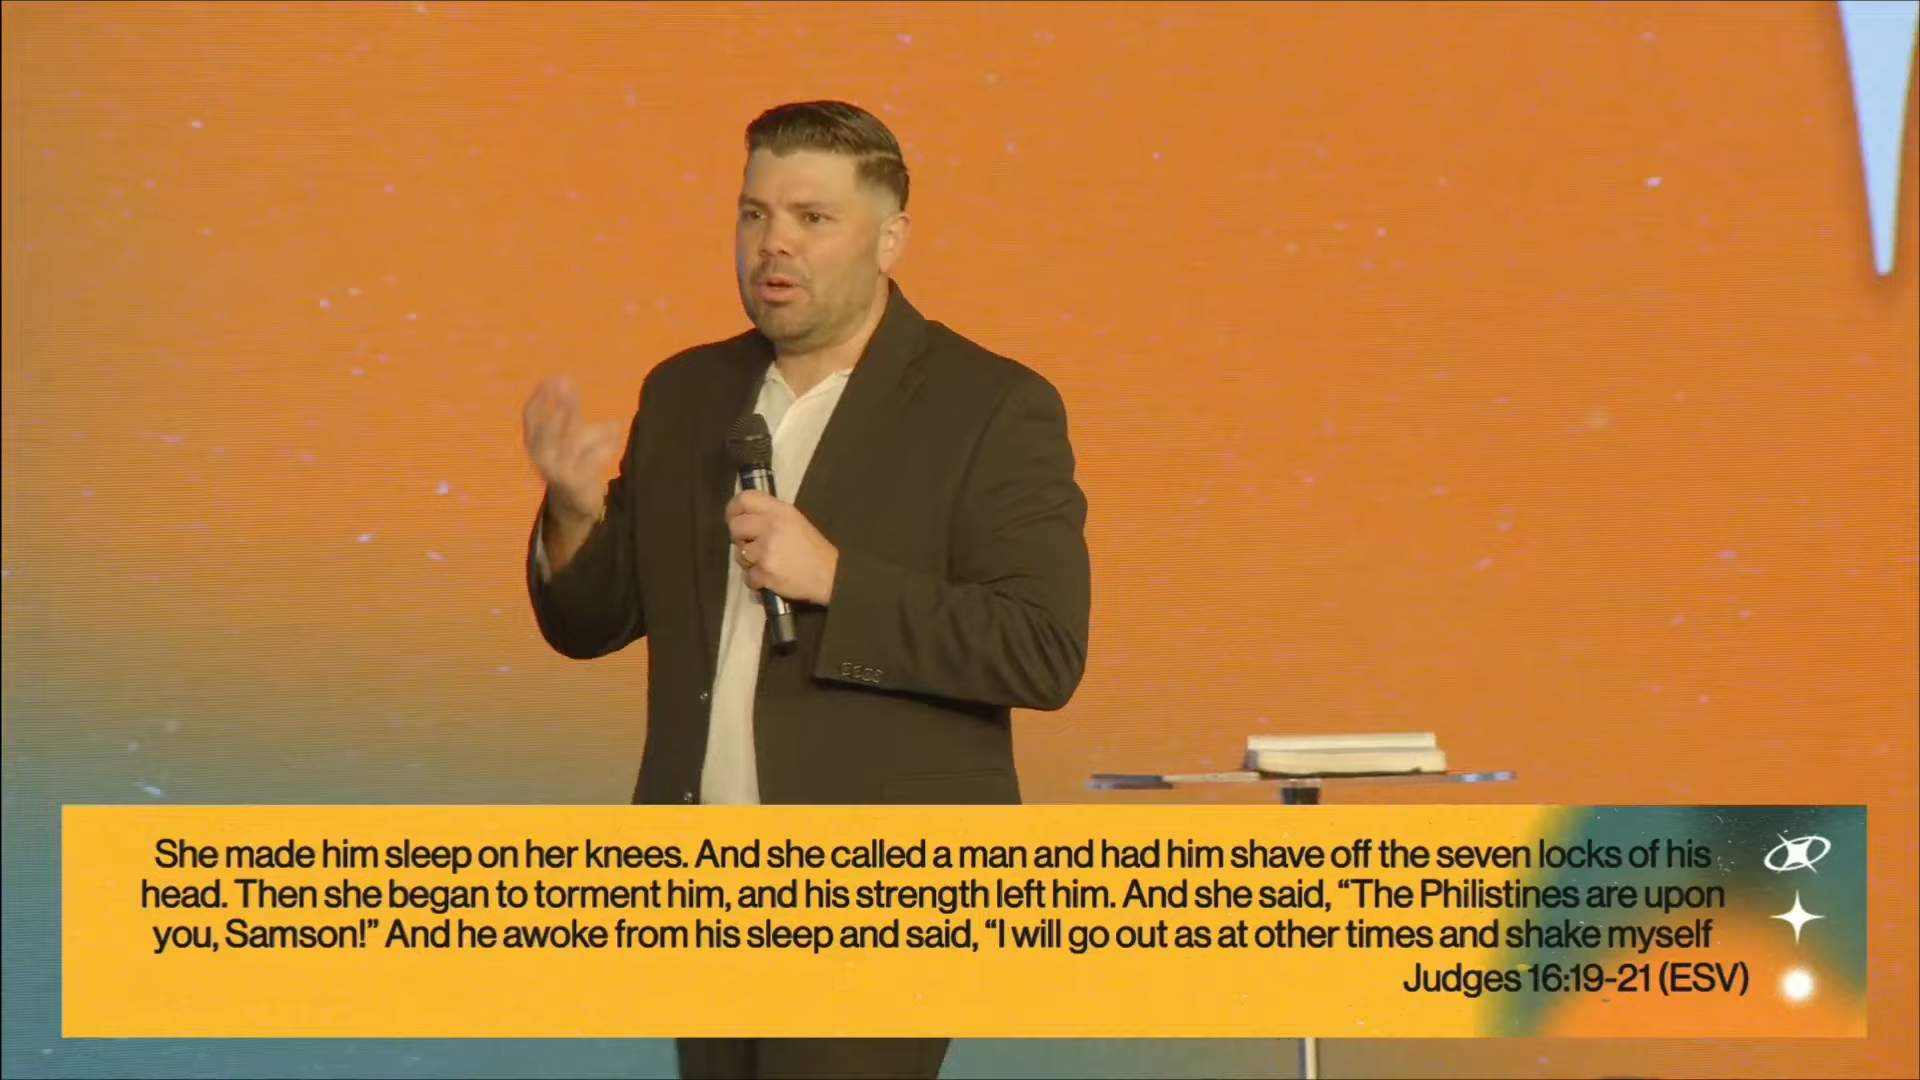 She made him sleep on her knees. And she called a man and had him shave off the seven locks of his
head. Then she began to torment him, and his strength left him. And she said, “The Philistines are upon
you, Samson!” And he awoke from his sleep and said, “I will go out as at other times and shake myself
Judges 16:19-21 (ESV)